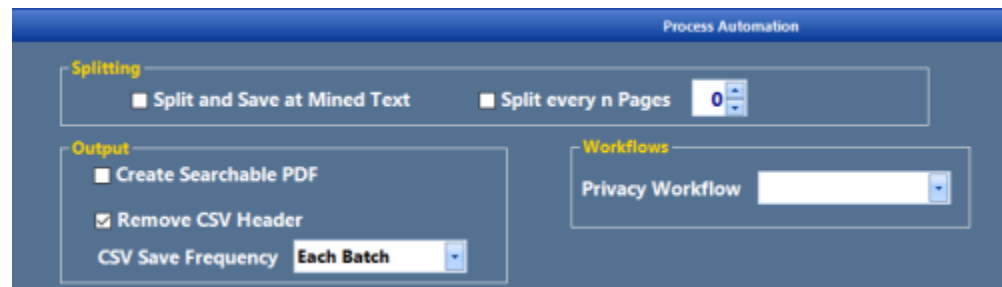 Process Automation
Splitting
Split and Save at Mined Text Split every n Pages 0
Output
Create Searchable PDF
Remove CSV Header
CSV Save Frequency Each Batch
Workflows
Privacy Workflow